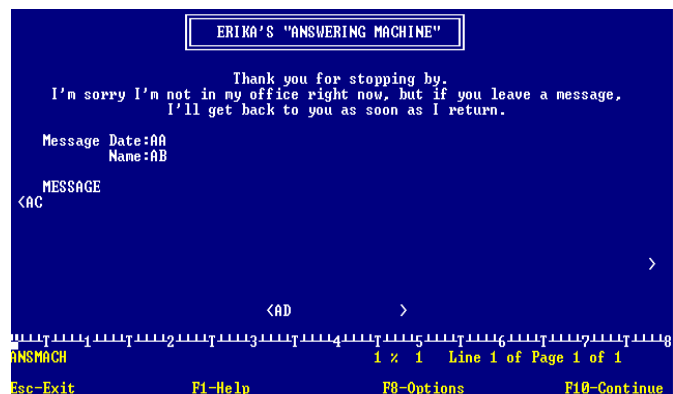 ERIKA'S "ANSWERING MACHINE"
Thank you for stopping by.
I'm sorry I'm not in my office right now, but if you leave a message,
I'll get back to you as soon as I return.
Message Date:AA
Name:AB
MESSAGE
<AC
>
<AD >
T 1 T 2 T 3 T 4 T 5 T 6 T 7 T 8
ANSMACH 1 % 1 Line 1 of Page 1 of 1
Esc-Exit F1-Help F8-Options F10-Continue